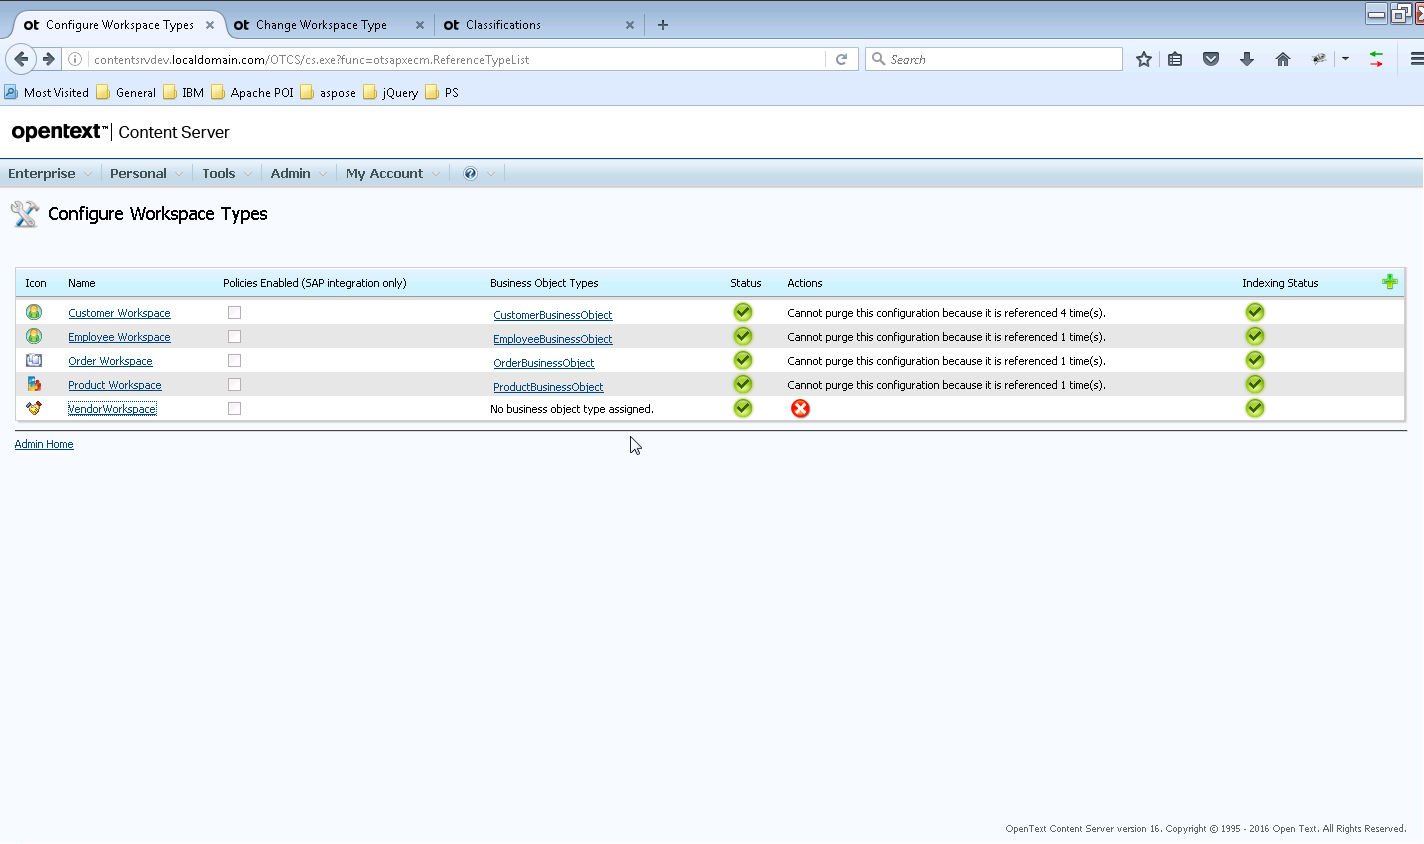 Configure Workspace Types
Change Workspace Type
Classifications
contentsrvdev.localdomain.com/OTCS/cs.exe?func=otsapxecm.ReferenceTypeList
Search
Most Visited General IBM Apache POI aspose jQuery PS
opentext™ | Content Server
Enterprise Personal Tools Admin My Account
Configure Workspace Types
Icon Name Policies Enabled (SAP integration only) Business Object Types Status Actions Indexing Status
Customer Workspace CustomerBusinessObject Cannot purge this configuration because it is referenced 4 time(s).
Employee Workspace EmployeeBusinessObject Cannot purge this configuration because it is referenced 1 time(s).
Order Workspace OrderBusinessObject Cannot purge this configuration because it is referenced 1 time(s).
Product Workspace ProductBusinessObject Cannot purge this configuration because it is referenced 1 time(s).
VendorWorkspace No business object type assigned.
Admin Home
OpenText Content Server version 16. Copyright © 1995 - 2016 Open Text. All Rights Reserved.